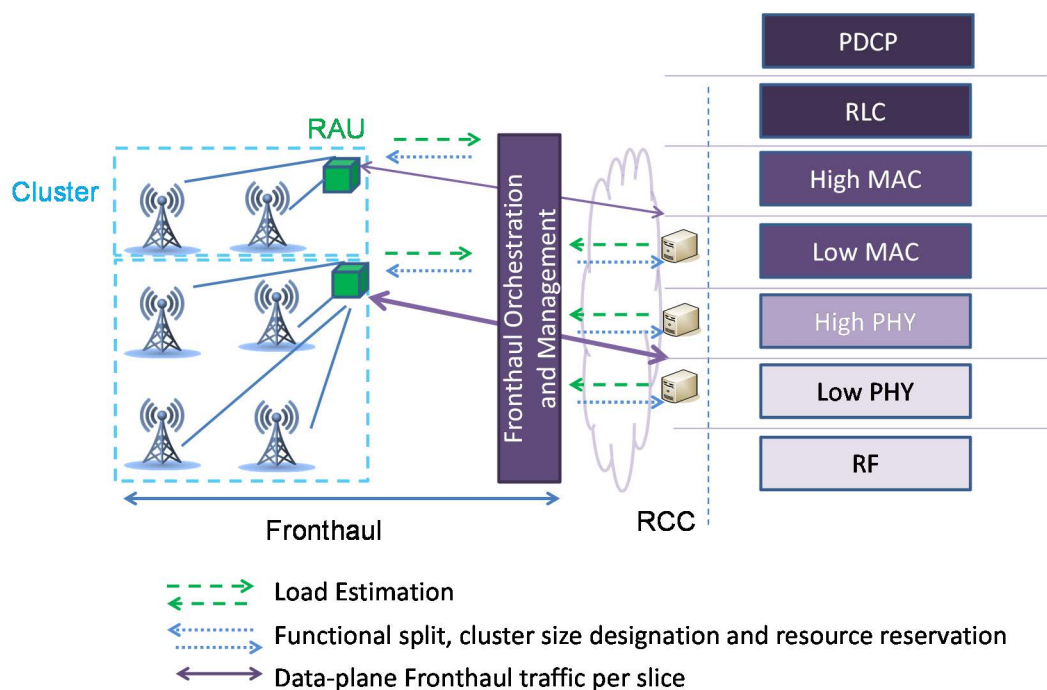 PDCP
RLC
High MAC
Low MAC
High PHY
Low PHY
RF
RAU
Cluster
Fronthaul Orchestration
and Management
RCC
Fronthaul
Load Estimation
Functional split, cluster size designation and resource reservation
Data-plane Fronthaul traffic per slice